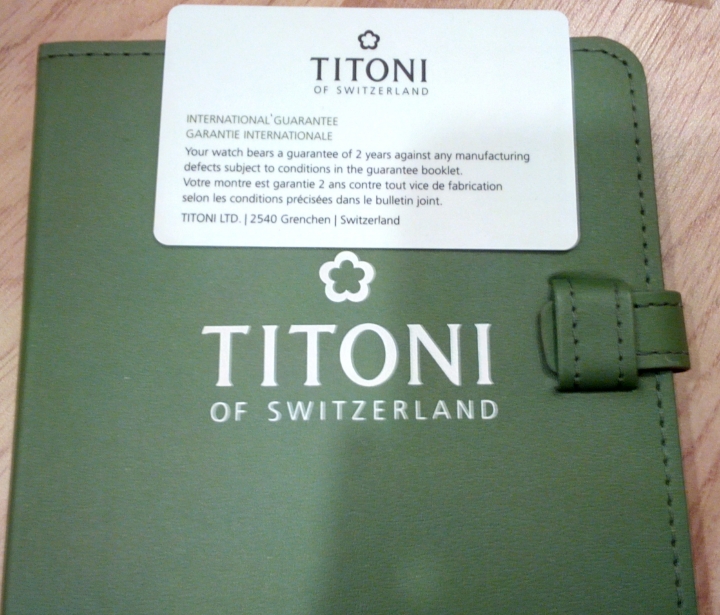 TITONI
OF SWITZERLAND
INTERNATIONAL GUARANTEE
GARANTIE INTERNATIONALE
Your watch bears a guarantee of 2 years against any manufacturing
defects subject to conditions in the guarantee booklet.
Votre montre est garantie 2 ans contre tout vice de fabrication
selon les conditions précisées dans le bulletin joint.
TITONI LTD. | 2540 Grenchen | Switzerland
TITONI
OF SWITZERLAND